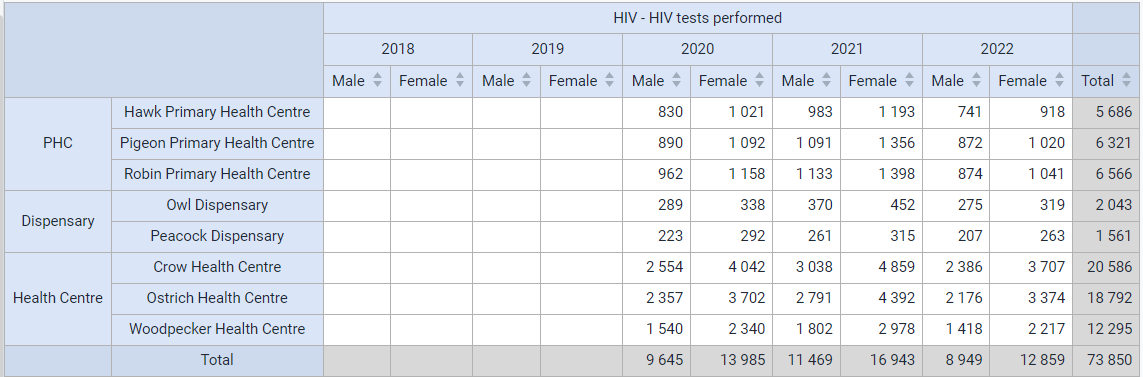 HIV - HIV tests performed
2018 2019 2020 2021 2022
Male Female Male Female Male Female Male Female Male Female Total
PHC Hawk Primary Health Centre 830 1 021 983 1 193 741 918 5 686
Pigeon Primary Health Centre 890 1 092 1 091 1 356 872 1 020 6 321
Robin Primary Health Centre 962 1 158 1 133 1 398 874 1 041 6 566
Dispensary Owl Dispensary 289 338 370 452 275 319 2 043
Peacock Dispensary 223 292 261 315 207 263 1 561
Health Centre Crow Health Centre 2 554 4 042 3 038 4 859 2 386 3 707 20 586
Ostrich Health Centre 2 357 3 702 2 791 4 392 2 176 3 374 18 792
Woodpecker Health Centre 1 540 2 340 1 802 2 978 1 418 2 217 12 295
Total 9 645 13 985 11 469 16 943 8 949 12 859 73 850